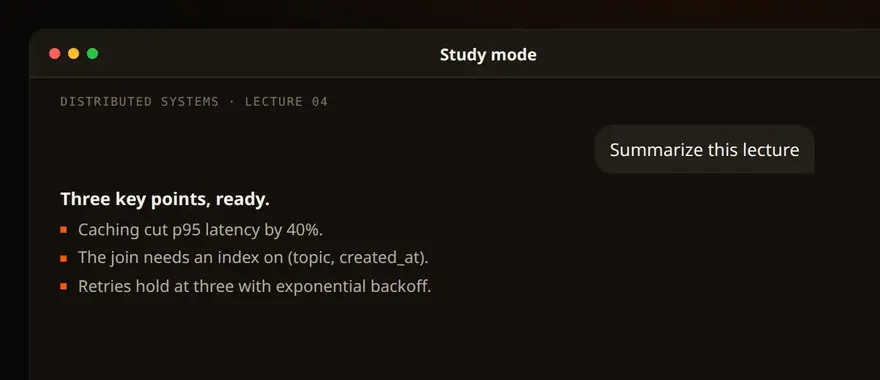 Study mode
DISTRIBUTED SYSTEMS · LECTURE 04
Summarize this lecture
Three key points, ready.
Caching cut p95 latency by 40%.
The join needs an index on (topic, created_at).
Retries hold at three with exponential backoff.